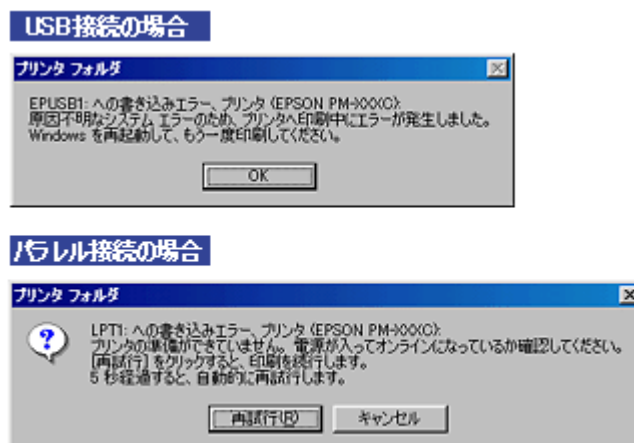 USB接続の場合
プリンタ フォルダ
EPUSB1: への書き込みエラー、プリンタ (EPSON PM-XXXC):
原因不明なシステム エラーのため、プリンタへ印刷中にエラーが発生しました。
Windows を再起動して、もう一度印刷してください。
OK
パラレル接続の場合
プリンタ フォルダ
LPT1: への書き込みエラー、プリンタ (EPSON PM-XXXC):
プリンタの準備ができていません。 電源が入ってオンラインになっているか確認してください。
[再試行] をクリックすると、印刷を続行します。
5 秒経過すると、自動的に再試行します。
再試行(R)
キャンセル